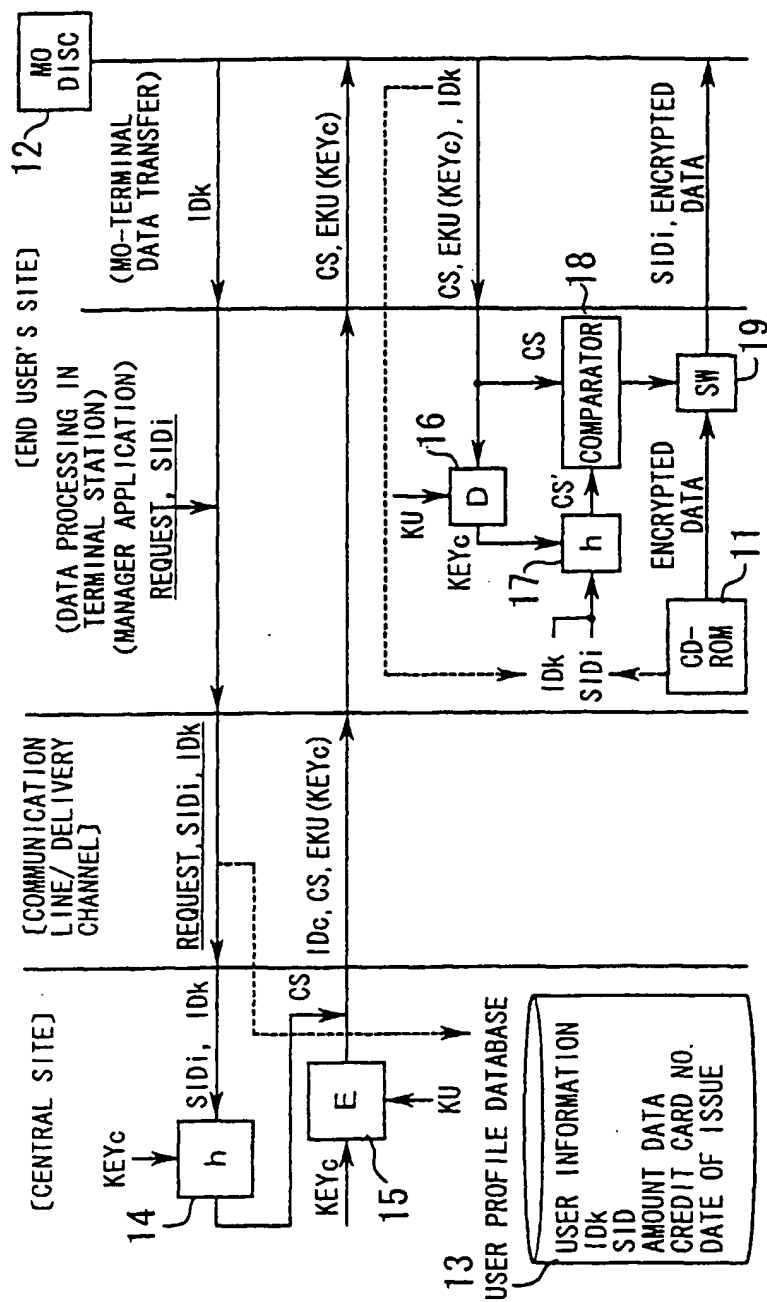 [CENTRAL SITE]
[COMMUNICATION
LINE/ DELIVERY
CHANNEL]
[END USER'S SITE]
(DATA PROCESSING IN
TERMINAL STATION)
(MANAGER APPLICATION)
REQUEST, SIDi
(MO-TERMINAL
DATA TRANSFER)
12
MO
DISC
IDk
REQUEST, SIDi, IDk
SIDi, IDk
KEYc
h
14
CS
KEYc
E
15
KU
IDc, CS, EKU(KEYc)
CS, EKU(KEYc)
CS, EKU(KEYc), IDk
KU
16
D
KEYc
17
h
CS'
CS
18
COMPARATOR
IDk
SIDi
CD-
ROM
11
ENCRYPTED
DATA
SW
19
SIDi, ENCRYPTED
DATA
13
USER PROFILE DATABASE
USER INFORMATION
IDk
SID
AMOUNT DATA
CREDIT CARD NO.
DATE OF ISSUE